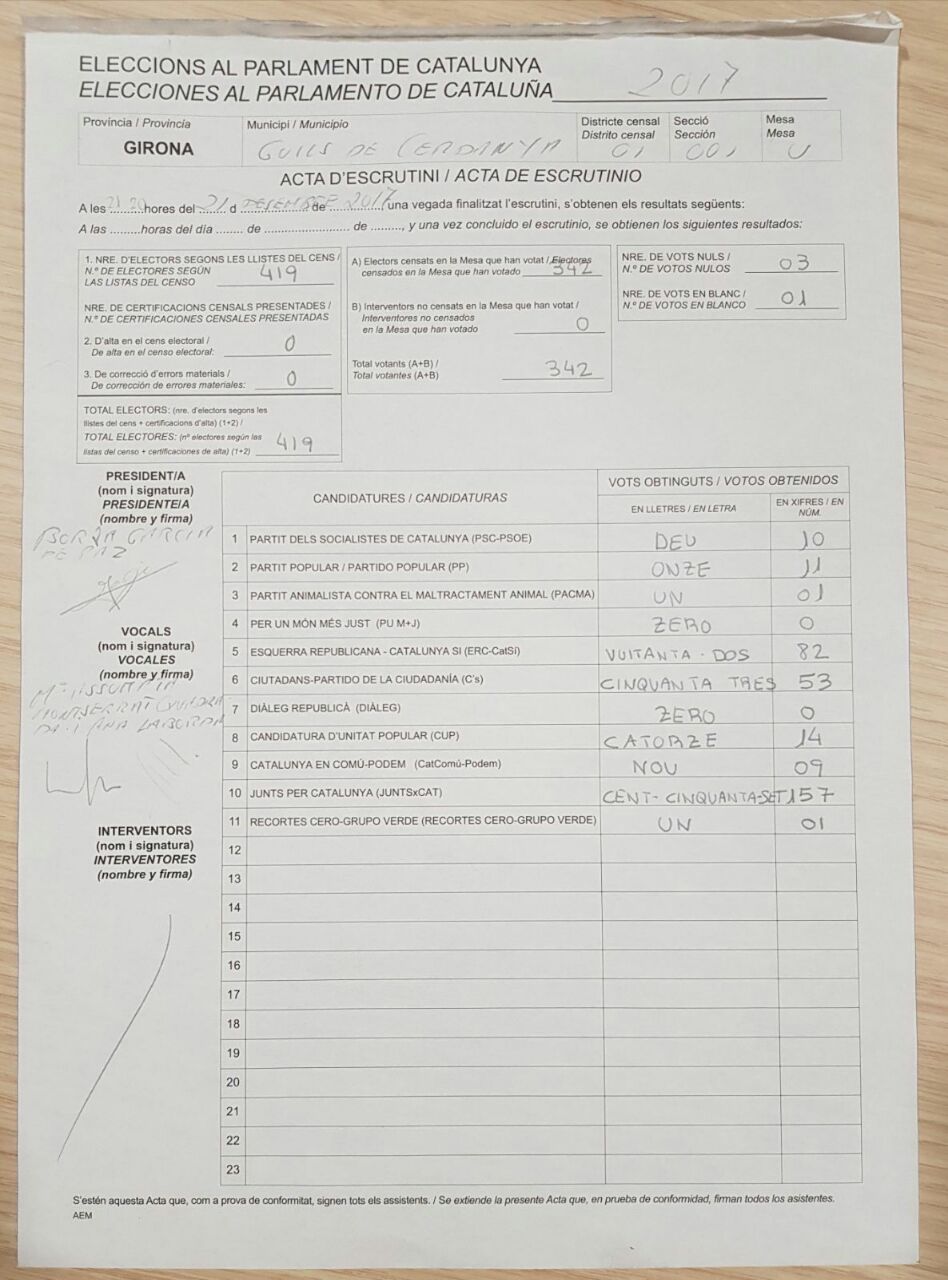 ELECCIONS AL PARLAMENT DE CATALUNYA
ELECCIONES AL PARLAMENTO DE CATALUÑA 2017
Provincia / Provincia
GIRONA
Municipi / Municipio
GUILS DE CERDANYA
Districte censal
Distrito censal
01
Secció
Sección
001
Mesa
Mesa
U
ACTA D'ESCRUTINI / ACTA DE ESCRUTINIO
A les 21 20 hores del 21 d DESEMBRE de 2017, una vegada finalitzat l'escrutini, s'obtenen els resultats següents:
A las .........horas del día ........ de ......................... de ........., y una vez concluido el escrutinio, se obtienen los siguientes resultados:
1. NRE. D'ELECTORS SEGONS LES LLISTES DEL CENS /
N.º DE ELECTORES SEGÚN
LAS LISTAS DEL CENSO 419
NRE. DE CERTIFICACIONS CENSALS PRESENTADES /
N.º DE CERTIFICACIONES CENSALES PRESENTADAS
2. D'alta en el cens electoral /
De alta en el censo electoral: 0
3. De correcció d'errors materials /
De corrección de errores materiales: 0
TOTAL ELECTORS: (nre. d'electors segons les
llistes del cens + certificacions d'alta) (1+2) /
TOTAL ELECTORES: (nº electores según las
listas del censo + certificaciones de alta) (1+2) 419
A) Electors censats en la Mesa que han votat / Electores
censados en la Mesa que han votado 342
B) Interventors no censats en la Mesa que han votat /
Interventores no censados
en la Mesa que han votado 0
Total votants (A+B) /
Total votantes (A+B) 342
NRE. DE VOTS NULS /
N.º DE VOTOS NULOS 03
NRE. DE VOTS EN BLANC /
N.º DE VOTOS EN BLANCO 01
PRESIDENT/A
(nom i signatura)
PRESIDENTE/A
(nombre y firma)
BORJA GARCIA
DE PAZ
VOCALS
(nom i signatura)
VOCALES
(nombre y firma)
Mª ASSUMPTA
MONTSERRAT
DA I ANA LABORDA
INTERVENTORS
(nom i signatura)
INTERVENTORES
(nombre y firma)
CANDIDATURES / CANDIDATURAS
VOTS OBTINGUTS / VOTOS OBTENIDOS
EN LLETRES / EN LETRA
EN XIFRES / EN NÚM.
1 PARTIT DELS SOCIALISTES DE CATALUNYA (PSC-PSOE) DEU 10
2 PARTIT POPULAR / PARTIDO POPULAR (PP) ONZE 11
3 PARTIT ANIMALISTA CONTRA EL MALTRACTAMENT ANIMAL (PACMA) UN 01
4 PER UN MÓN MÉS JUST (PU M+J) ZERO 0
5 ESQUERRA REPUBLICANA - CATALUNYA SI (ERC-CatSí) VUITANTA - DOS 82
6 CIUTADANS-PARTIDO DE LA CIUDADANÍA (C's) CINQUANTA TRES 53
7 DIÀLEG REPUBLICÀ (DIÀLEG) ZERO 0
8 CANDIDATURA D'UNITAT POPULAR (CUP) CATORZE 14
9 CATALUNYA EN COMÚ-PODEM (CatComú-Podem) NOU 09
10 JUNTS PER CATALUNYA (JUNTSxCAT) CENT- CINQUANTA-SET 157
11 RECORTES CERO-GRUPO VERDE (RECORTES CERO-GRUPO VERDE) UN 01
12
13
14
15
16
17
18
19
20
21
22
23
S'estén aquesta Acta que, com a prova de conformitat, signen tots els assistents. / Se extiende la presente Acta que, en prueba de conformidad, firman todos los asistentes.
AEM